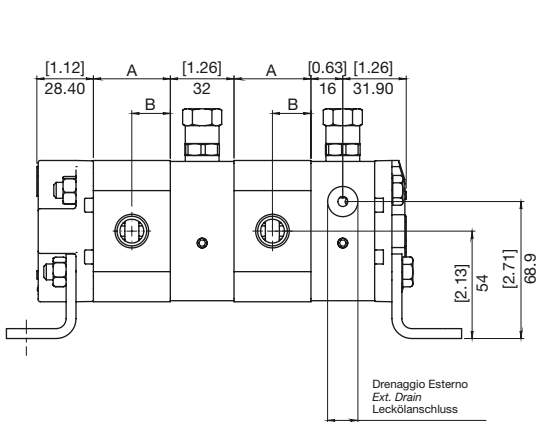 [1.12] A [1.26] A [0.63] [1.26]
28.40 32 16 31.90
B B
[2.13]
54
[2.71]
68.9
Drenaggio Esterno
Ext. Drain
Leckölanschluss